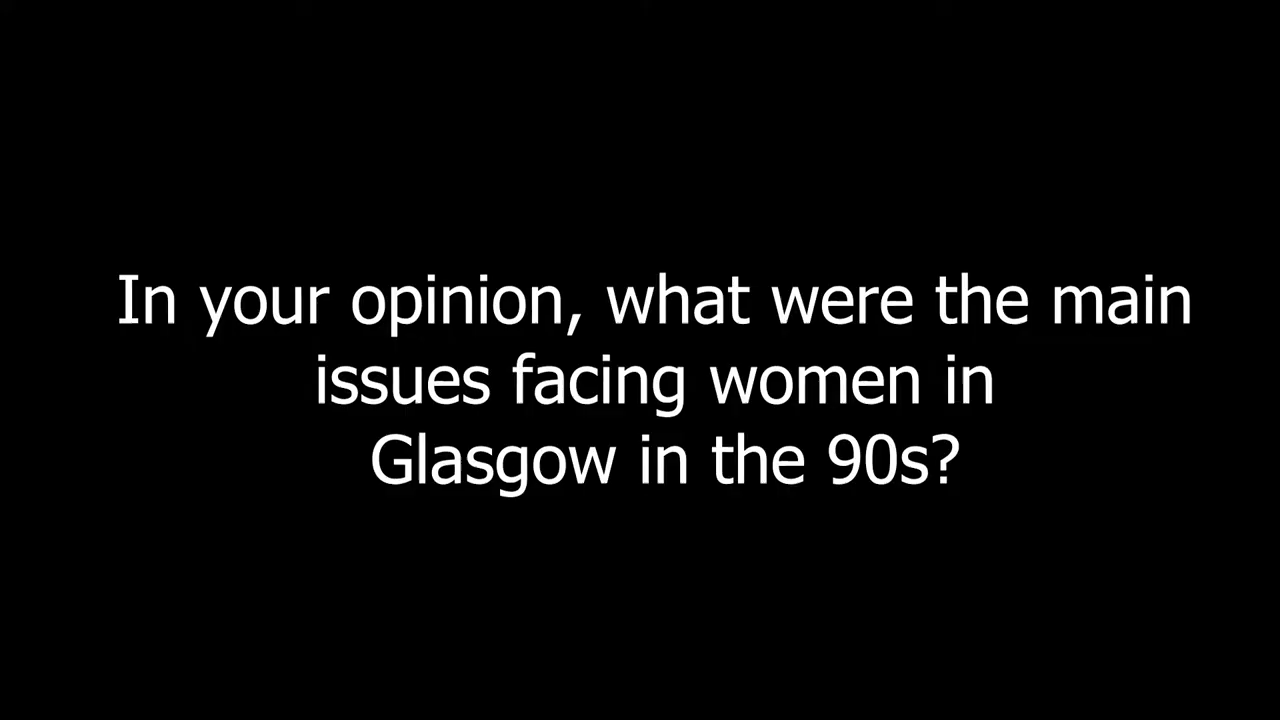 In your opinion, what were the main
issues facing women in
Glasgow in the 90s?